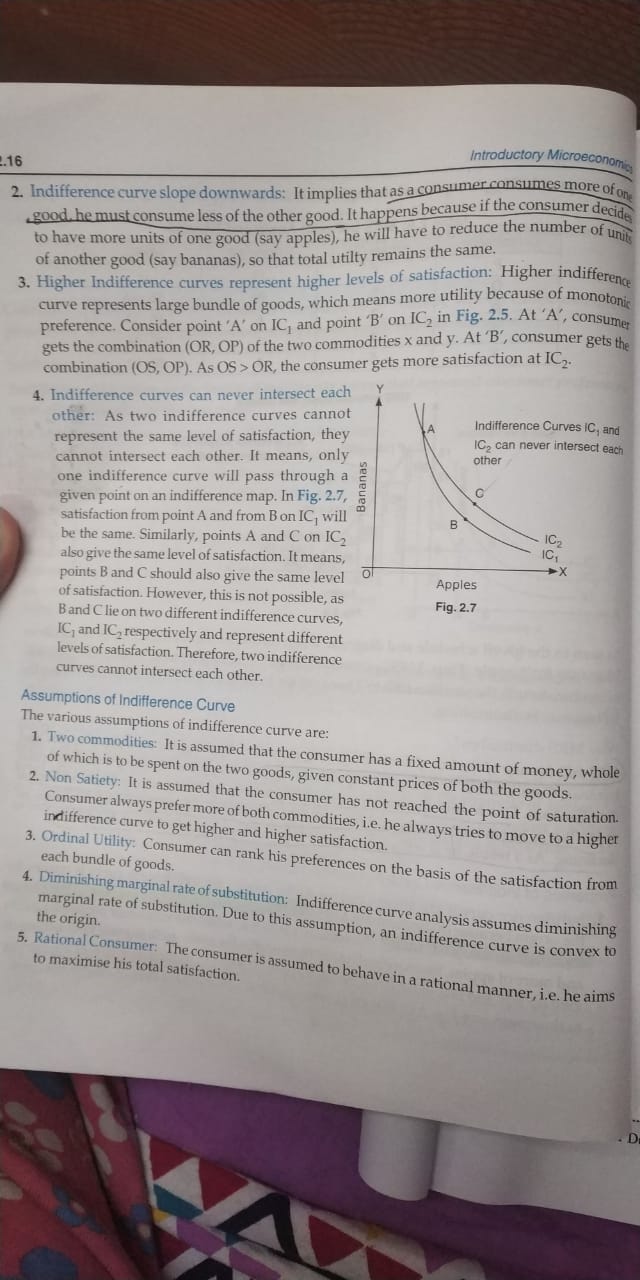 2.16
Introductory Microeconomics
2. Indifference curve slope downwards: It implies that as a consumer consumes more of one
good, he must consume less of the other good. It happens because if the consumer decides
to have more units of one good (say apples), he will have to reduce the number of units
of another good (say bananas), so that total utilty remains the same.
3. Higher Indifference curves represent higher levels of satisfaction: Higher indifference
curve represents large bundle of goods, which means more utility because of monotonic
preference. Consider point 'A' on IC₁ and point 'B' on IC₂ in Fig. 2.5. At 'A', consumer
gets the combination (OR, OP) of the two commodities x and y. At 'B', consumer gets the
combination (OS, OP). As OS > OR, the consumer gets more satisfaction at IC₂.
4. Indifference curves can never intersect each
other: As two indifference curves cannot
represent the same level of satisfaction, they
cannot intersect each other. It means, only
one indifference curve will pass through a
given point on an indifference map. In Fig. 2.7,
satisfaction from point A and from B on IC₁ will
be the same. Similarly, points A and C on IC₂
also give the same level of satisfaction. It means,
points B and C should also give the same level
of satisfaction. However, this is not possible, as
B and C lie on two different indifference curves,
IC₁ and IC₂ respectively and represent different
levels of satisfaction. Therefore, two indifference
curves cannot intersect each other.
Y
A
Indifference Curves IC₁ and
IC₂ can never intersect each
other
Bananas
C
B
IC₂
IC₁
O
X
Apples
Fig. 2.7
Assumptions of Indifference Curve
The various assumptions of indifference curve are:
1. Two commodities: It is assumed that the consumer has a fixed amount of money, whole
of which is to be spent on the two goods, given constant prices of both the goods.
2. Non Satiety: It is assumed that the consumer has not reached the point of saturation.
Consumer always prefer more of both commodities, i.e. he always tries to move to a higher
indifference curve to get higher and higher satisfaction.
3. Ordinal Utility: Consumer can rank his preferences on the basis of the satisfaction from
each bundle of goods.
4. Diminishing marginal rate of substitution: Indifference curve analysis assumes diminishing
marginal rate of substitution. Due to this assumption, an indifference curve is convex to
the origin.
5. Rational Consumer: The consumer is assumed to behave in a rational manner, i.e. he aims
to maximise his total satisfaction.